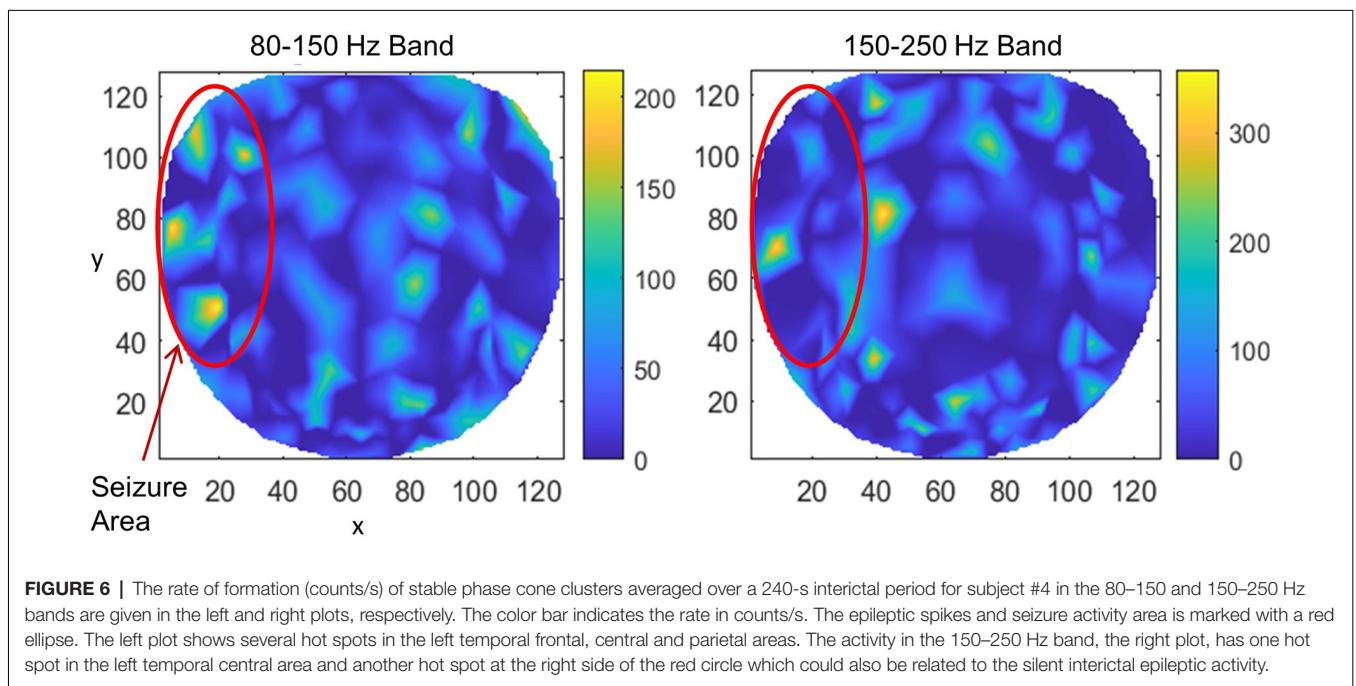 80-150 Hz Band
150-250 Hz Band
120
100
80
60
40
20
y
20 40 60 80 100 120
x
200
150
100
50
0
Seizure
Area
120
100
80
60
40
20
20 40 60 80 100 120
300
200
100
0
FIGURE 6 | The rate of formation (counts/s) of stable phase cone clusters averaged over a 240-s interictal period for subject #4 in the 80–150 and 150–250 Hz
bands are given in the left and right plots, respectively. The color bar indicates the rate in counts/s. The epileptic spikes and seizure activity area is marked with a red
ellipse. The left plot shows several hot spots in the left temporal frontal, central and parietal areas. The activity in the 150–250 Hz band, the right plot, has one hot
spot in the left temporal central area and another hot spot at the right side of the red circle which could also be related to the silent interictal epileptic activity.